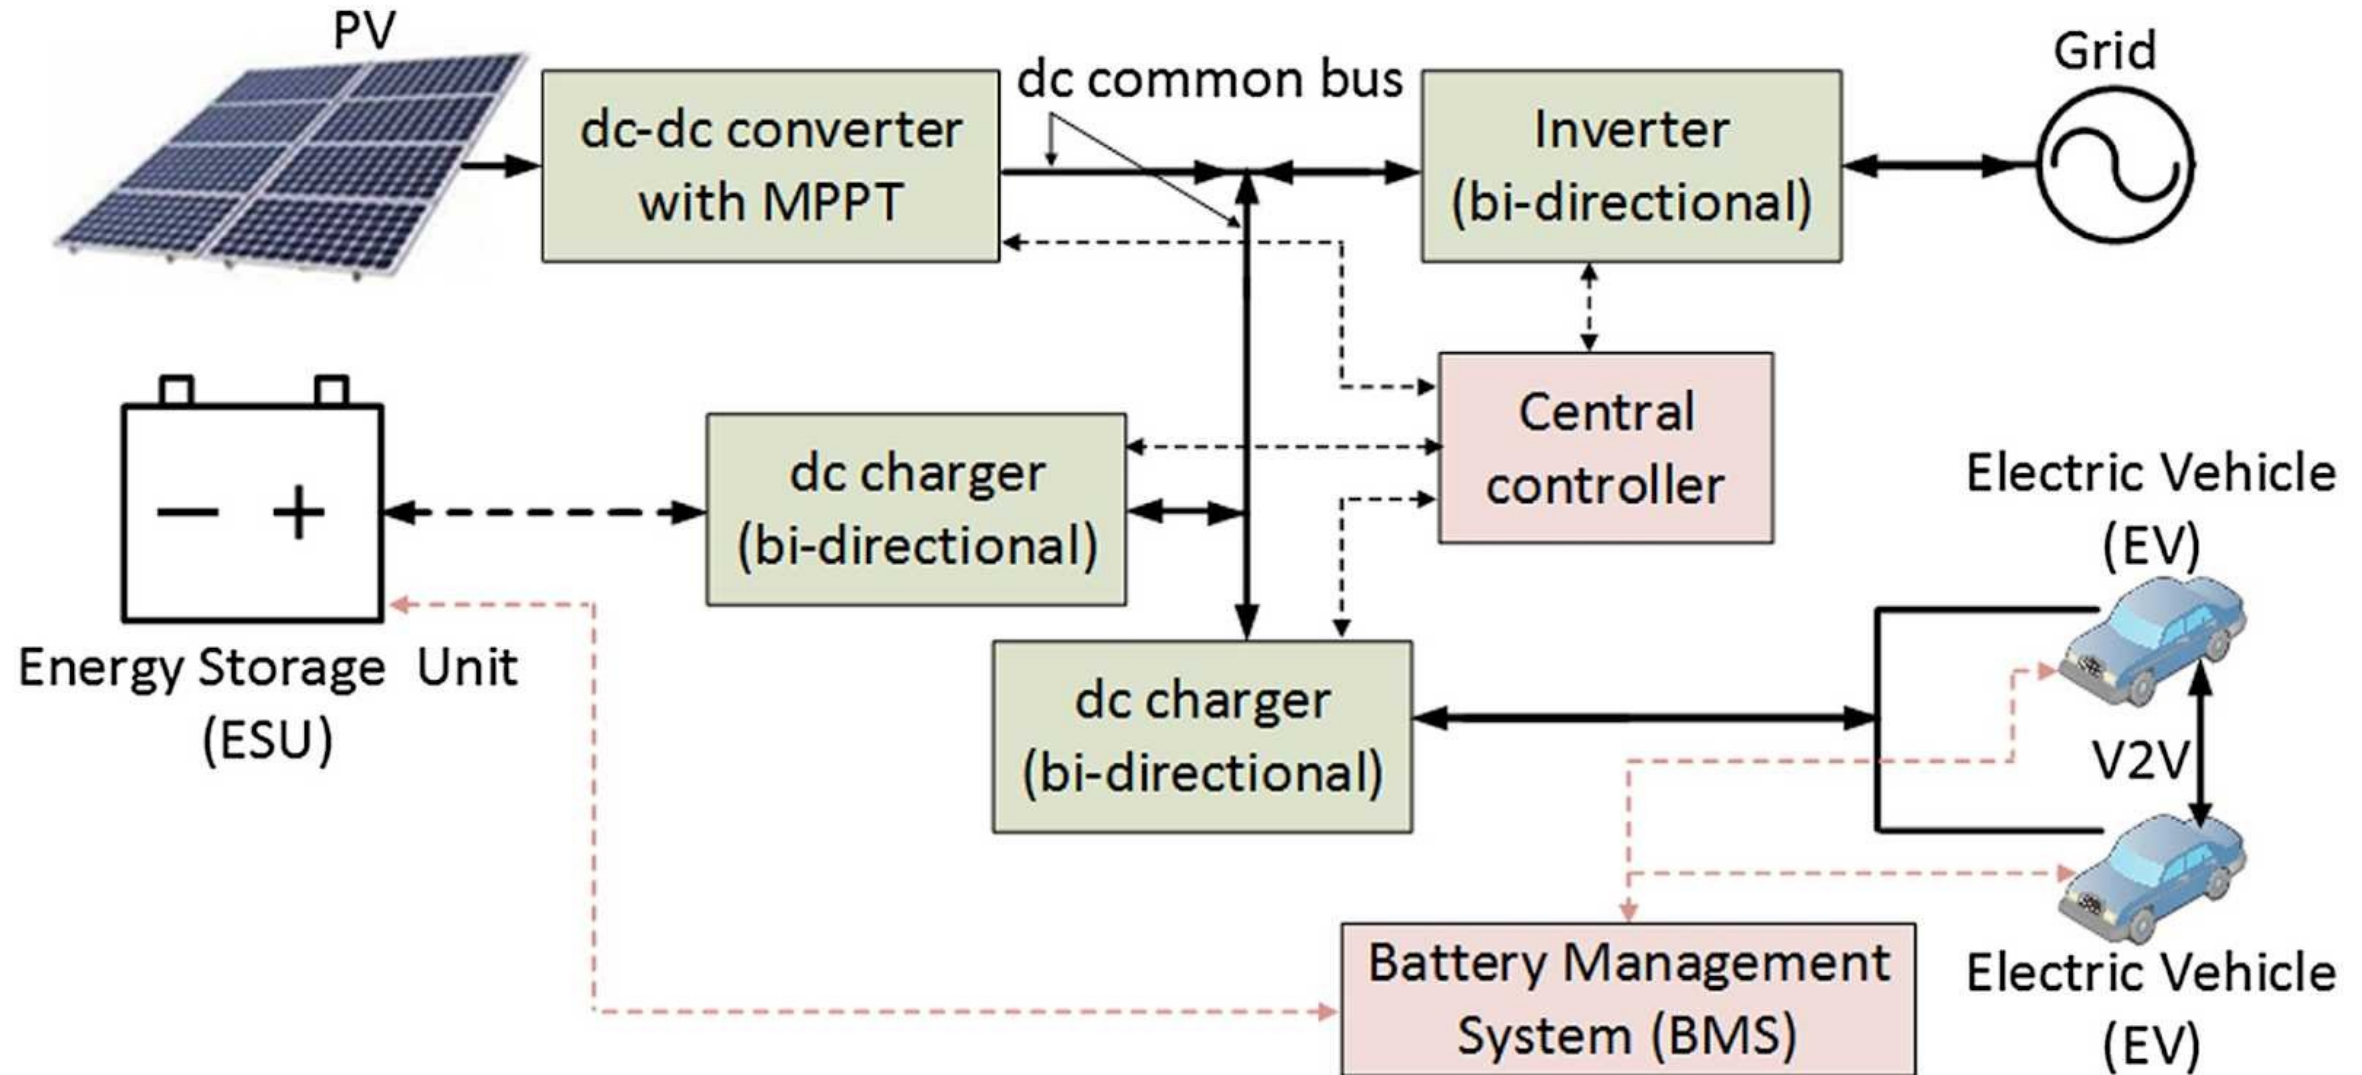 PV
dc-dc converter
with MPPT
dc common bus
Inverter
(bi-directional)
Grid
Central
controller
dc charger
(bi-directional)
Energy Storage Unit
(ESU)
dc charger
(bi-directional)
Electric Vehicle
(EV)
V2V
Battery Management
System (BMS)
Electric Vehicle
(EV)